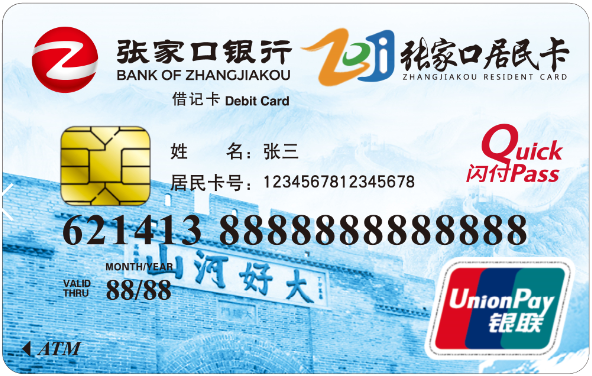 张家口银行
BANK OF ZHANGJIAKOU
张家口居民卡
ZHANGJIAKOU RESIDENT CARD
借记卡 Debit Card
姓 名：张三
居民卡号：1234567812345678
Quick
闪付Pass
621413 8888888888888
MONTH/YEAR
VALID THRU 88/88
大好河山
UnionPay
银联
ATM